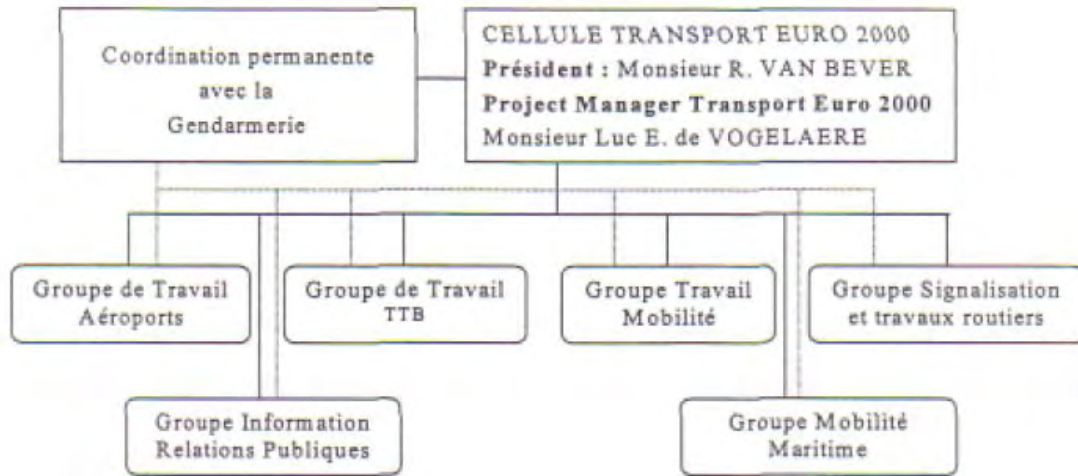 Coordination permanente
avec la
Gendarmerie
CELLULE TRANSPORT EURO 2000
Président : Monsieur R. VAN BEVER
Project Manager Transport Euro 2000
Monsieur Luc E. de VOGELAERE
Groupe de Travail
Aéroports
Groupe de Travail
TTB
Groupe Travail
Mobilité
Groupe Signalisation
et travaux routiers
Groupe Information
Relations Publiques
Groupe Mobilité
Maritime